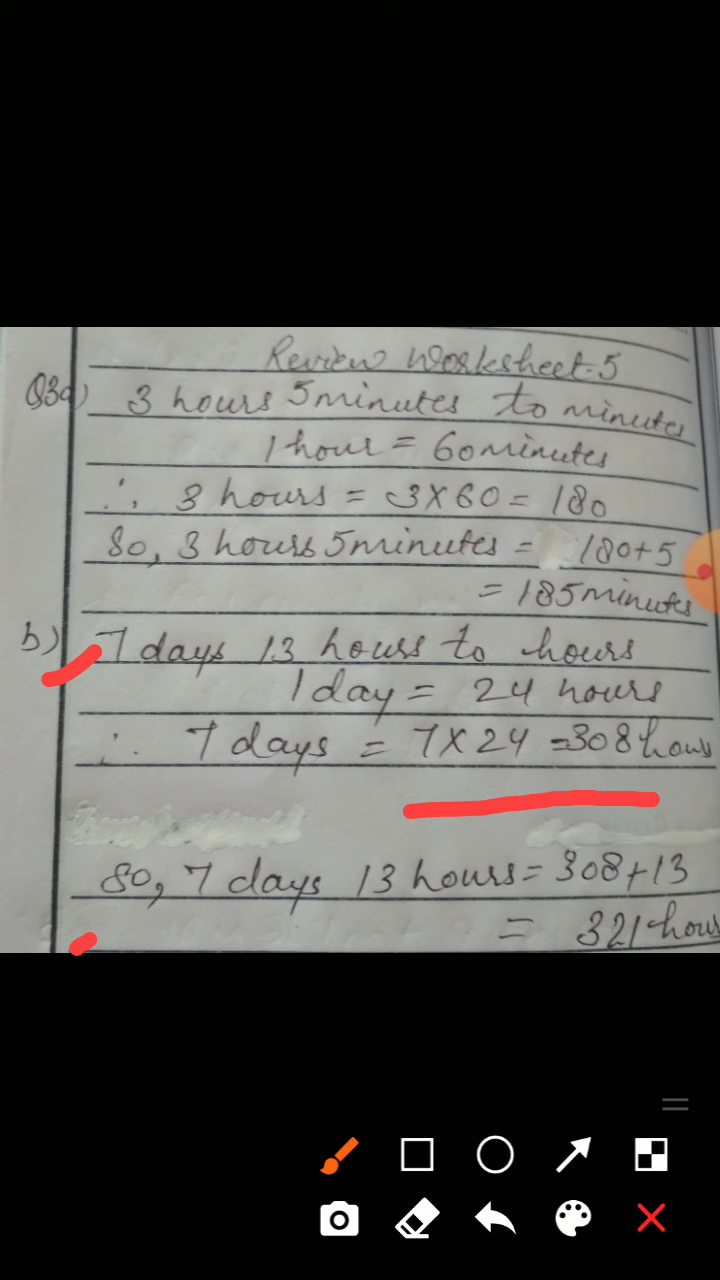 Review Worksheet-5
Q3a) 3 hours 5 minutes to minutes
1 hour = 60 minutes
∴ 3 hours = 3X60 = 180
So, 3 hours 5 minutes = 180+5
= 185 minutes
b) 7 days 13 hours to hours
1 day = 24 hours
∴ 7 days = 7X24 = 308 hours
So, 7 days 13 hours = 308+13
= 321 hour